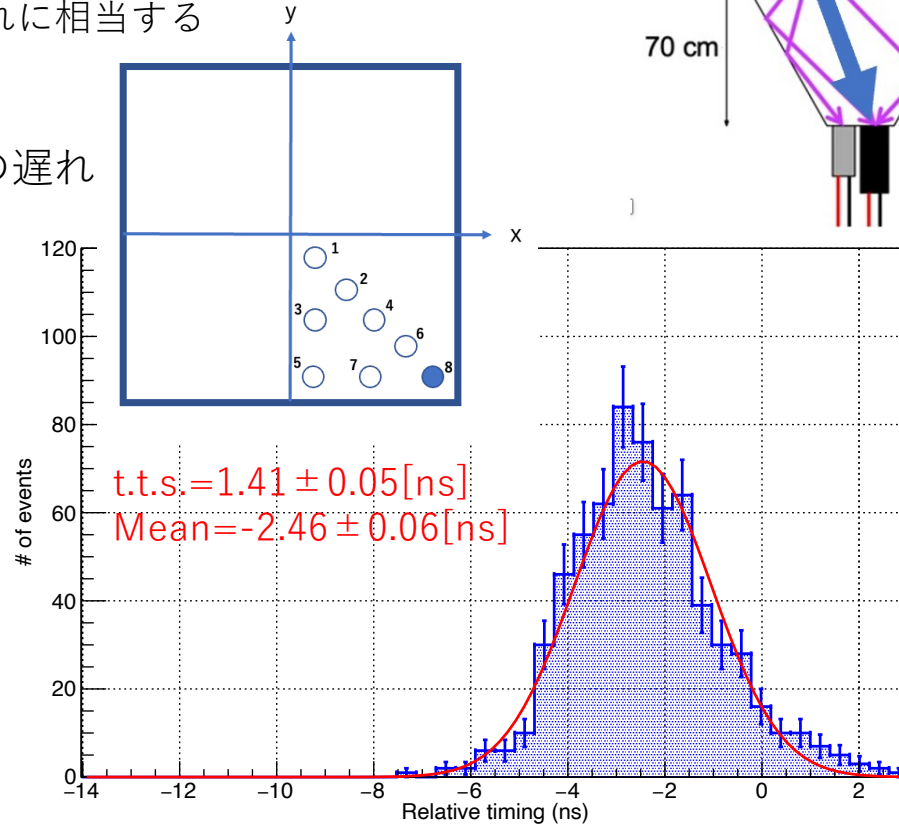 れに相当する
の遅れ
70 cm
]
y
x
1
2
3
4
6
5
7
8
t.t.s.=1.41±0.05[ns]
Mean=-2.46±0.06[ns]
# of events
120
100
80
60
40
20
0
−14 −12 −10 −8 −6 −4 −2 0 2
Relative timing (ns)